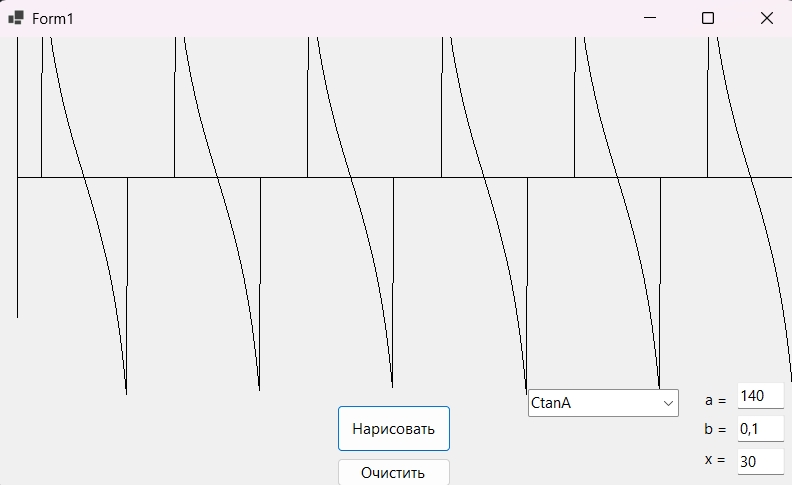 Form1
CtanA
a = 140
b = 0,1
x = 30
Нарисовать
Очистить